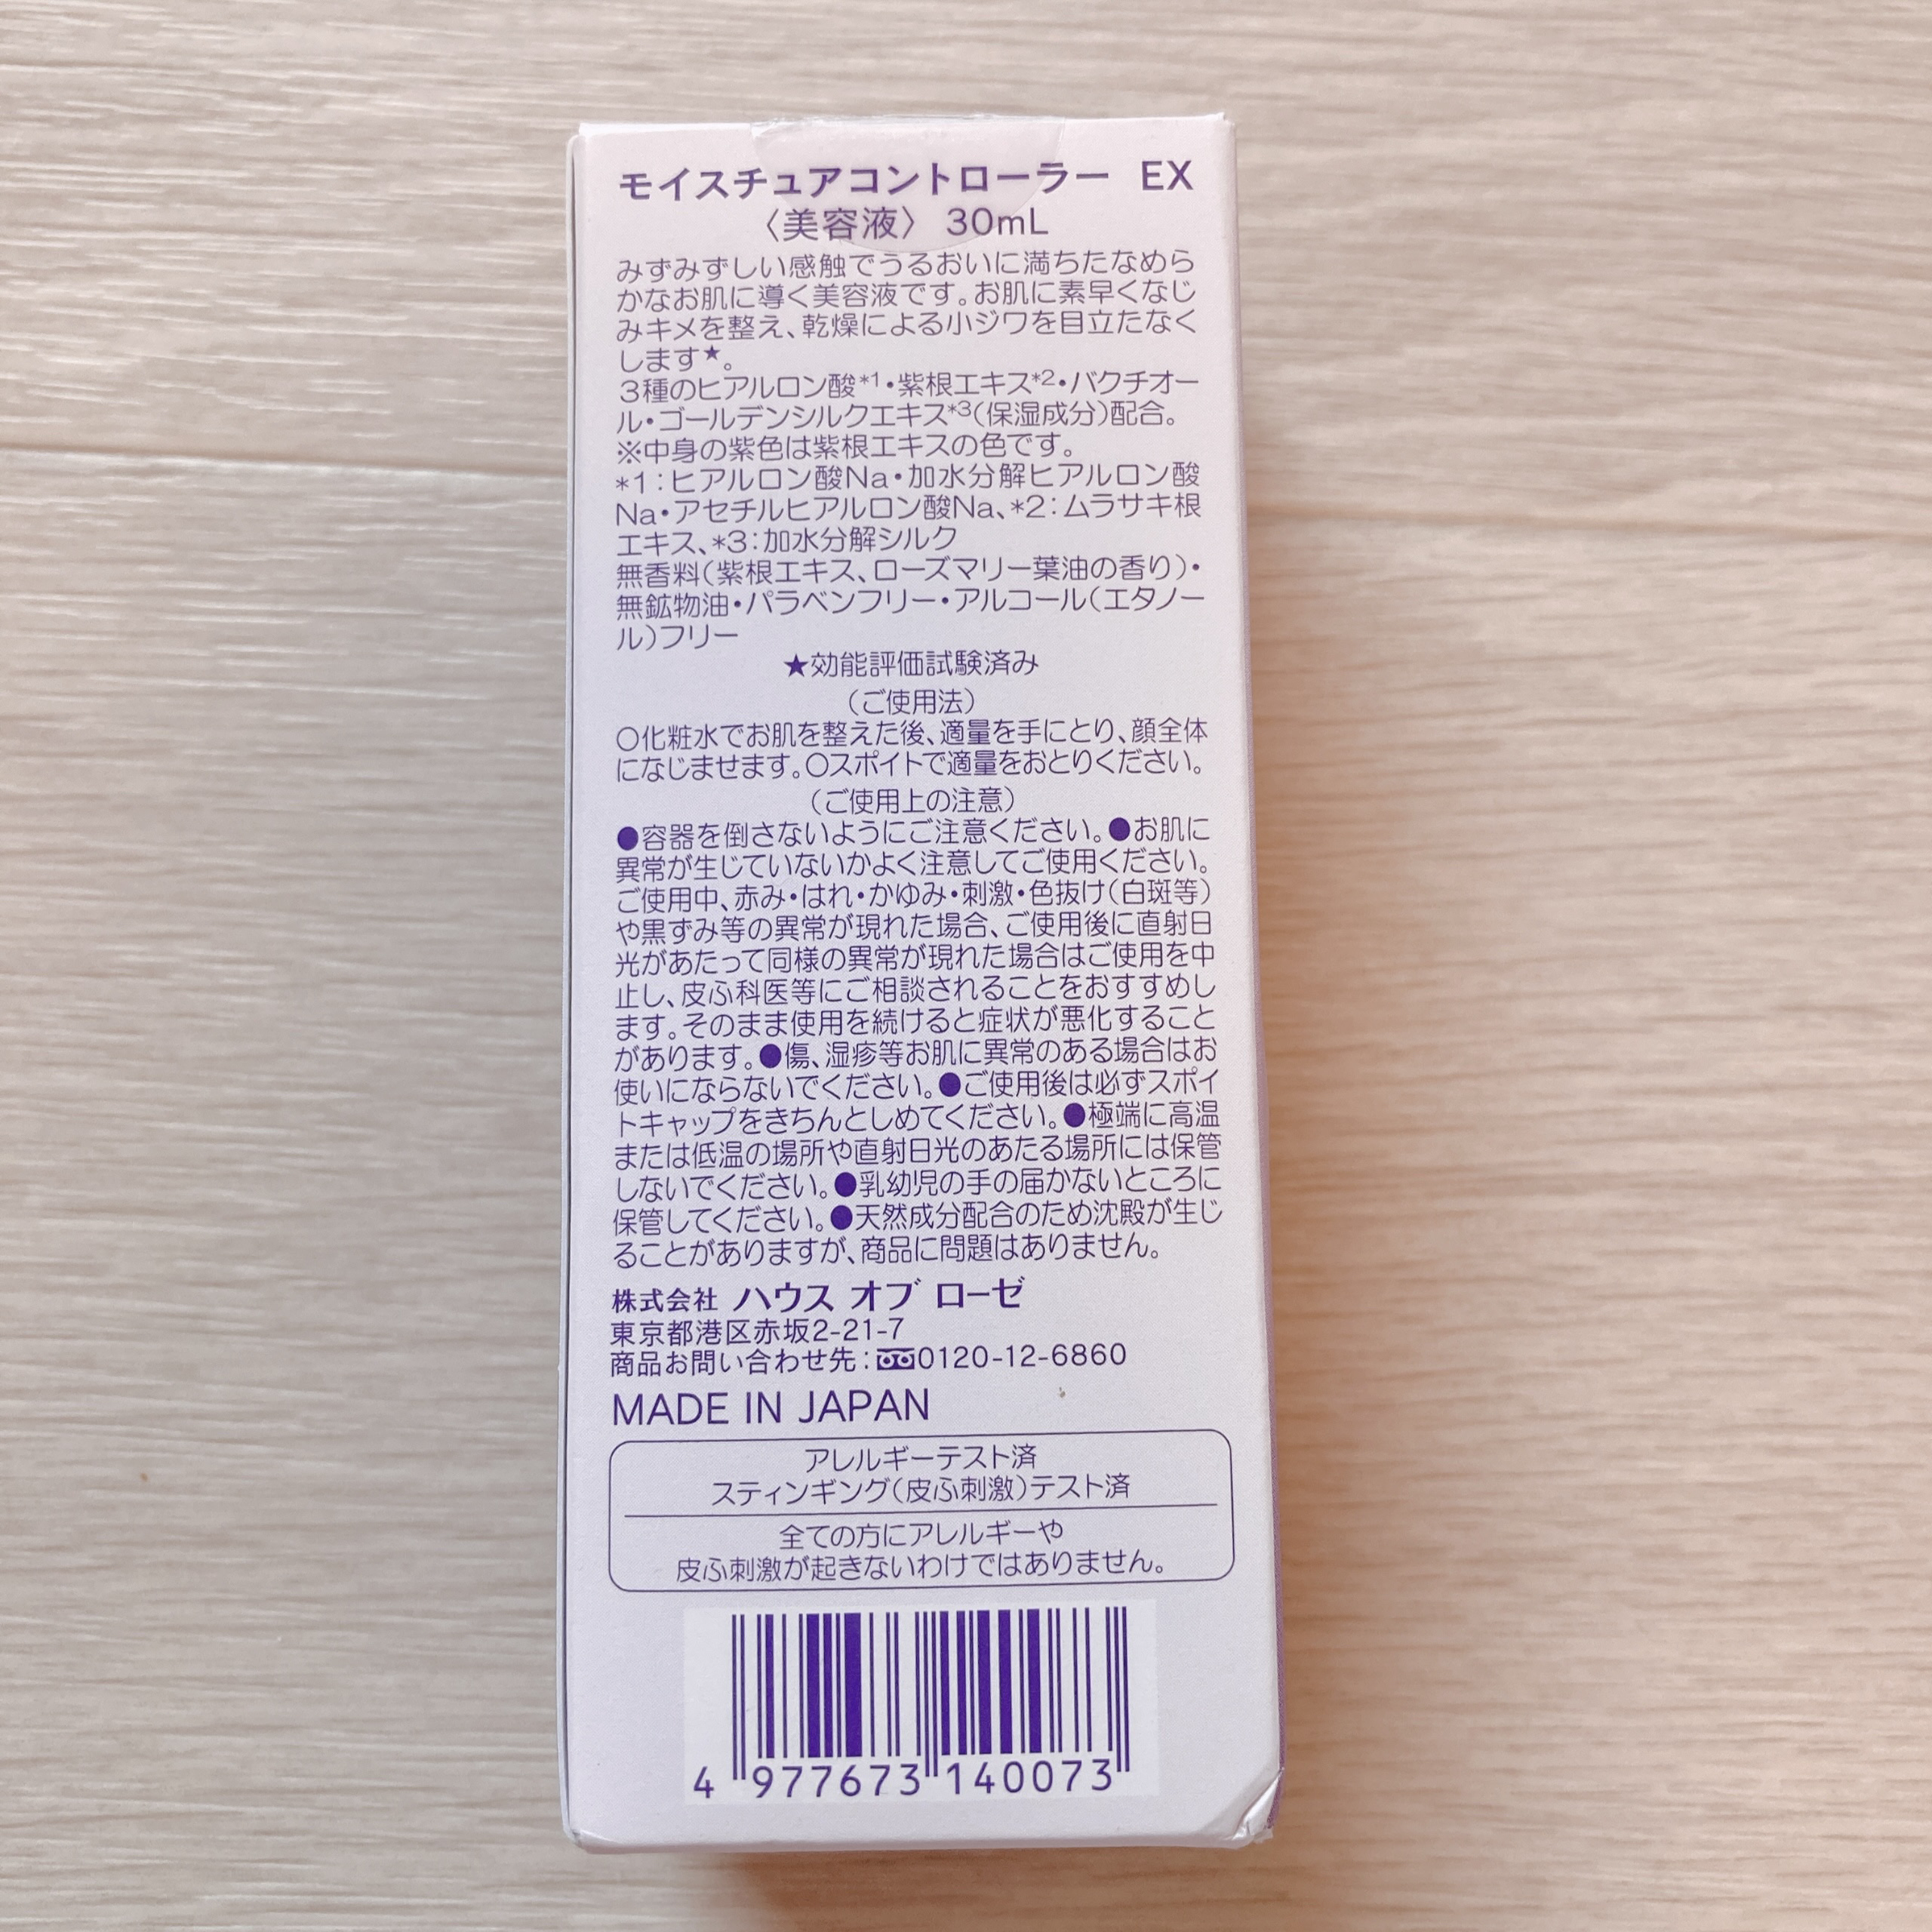 モイスチュアコントローラー EX
〈美容液〉 30mL
みずみずしい感触でうるおいに満ちたなめら
かなお肌に導く美容液です。お肌に素早くなじ
みキメを整え、乾燥による小ジワを目立たなく
します★。
3種のヒアルロン酸*1・紫根エキス*2・バクチオー
ル・ゴールデンシルクエキス*3(保湿成分)配合。
※中身の紫色は紫根エキスの色です。
*1:ヒアルロン酸Na・加水分解ヒアルロン酸
Na・アセチルヒアルロン酸Na、*2:ムラサキ根
エキス、*3:加水分解シルク
無香料(紫根エキス、ローズマリー葉油の香り)・
無鉱物油・パラベンフリー・アルコール(エタノー
ル)フリー
★効能評価試験済み
(ご使用法)
○化粧水でお肌を整えた後、適量を手にとり、顔全体
になじませます。○スポイトで適量をおとりください。
(ご使用上の注意)
●容器を倒さないようにご注意ください。●お肌に
異常が生じていないかよく注意してご使用ください。
ご使用中、赤み・はれ・かゆみ・刺激・色抜け(白斑等)
や黒ずみ等の異常が現れた場合、ご使用後に直射日
光があたって同様の異常が現れた場合はご使用を中
止し、皮ふ科医等にご相談されることをおすすめし
ます。そのまま使用を続けると症状が悪化すること
があります。●傷、湿疹等お肌に異常のある場合はお
使いにならないでください。●ご使用後は必ずスポイ
トキャップをきちんとしめてください。●極端に高温
または低温の場所や直射日光のあたる場所には保管
しないでください。●乳幼児の手の届かないところに
保管してください。●天然成分配合のため沈殿が生じ
ることがありますが、商品に問題はありません。
株式会社 ハウス オブ ローゼ
東京都港区赤坂2-21-7
商品お問い合わせ先:0120-12-6860
MADE IN JAPAN
アレルギーテスト済
スティンギング(皮ふ刺激)テスト済
全ての方にアレルギーや
皮ふ刺激が起きないわけではありません。
4 977673 140073